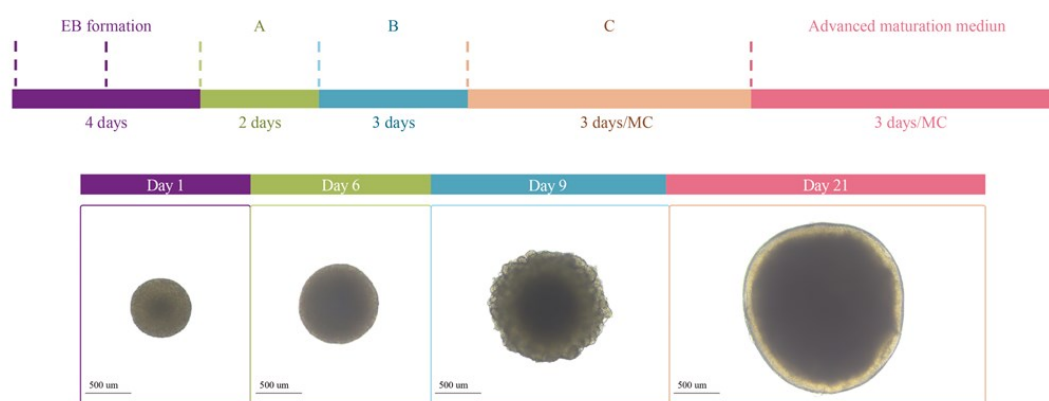 EB formation A B C Advanced maturation mediun
4 days 2 days 3 days 3 days/MC 3 days/MC
Day 1 Day 6 Day 9 Day 21
500 um 500 um 500 um 500 um